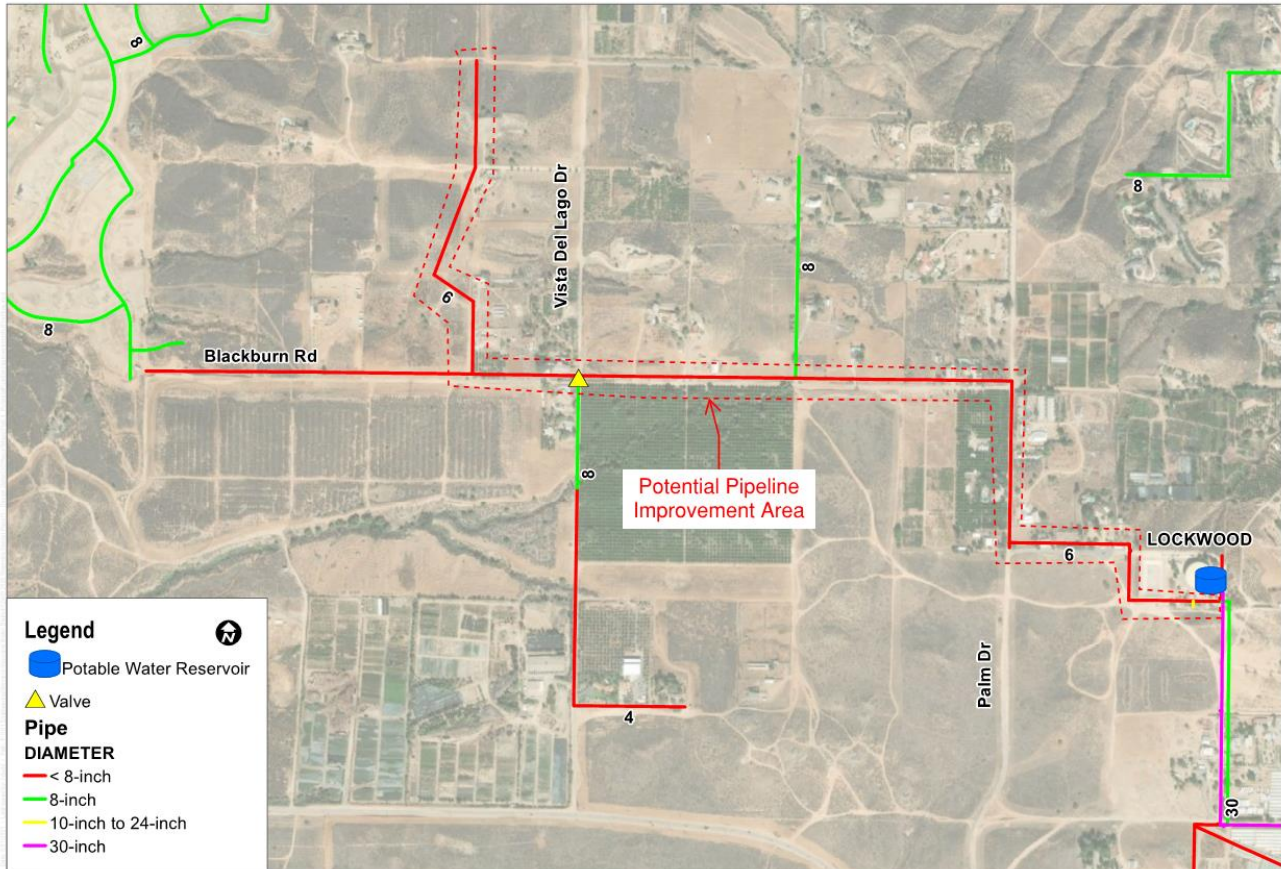 8
8
Vista Del Lago Dr
8
6
8
Blackburn Rd
8
Potential Pipeline
Improvement Area
6
LOCKWOOD
Palm Dr
4
30
Legend
N
Potable Water Reservoir
Valve
Pipe
DIAMETER
< 8-inch
8-inch
10-inch to 24-inch
30-inch